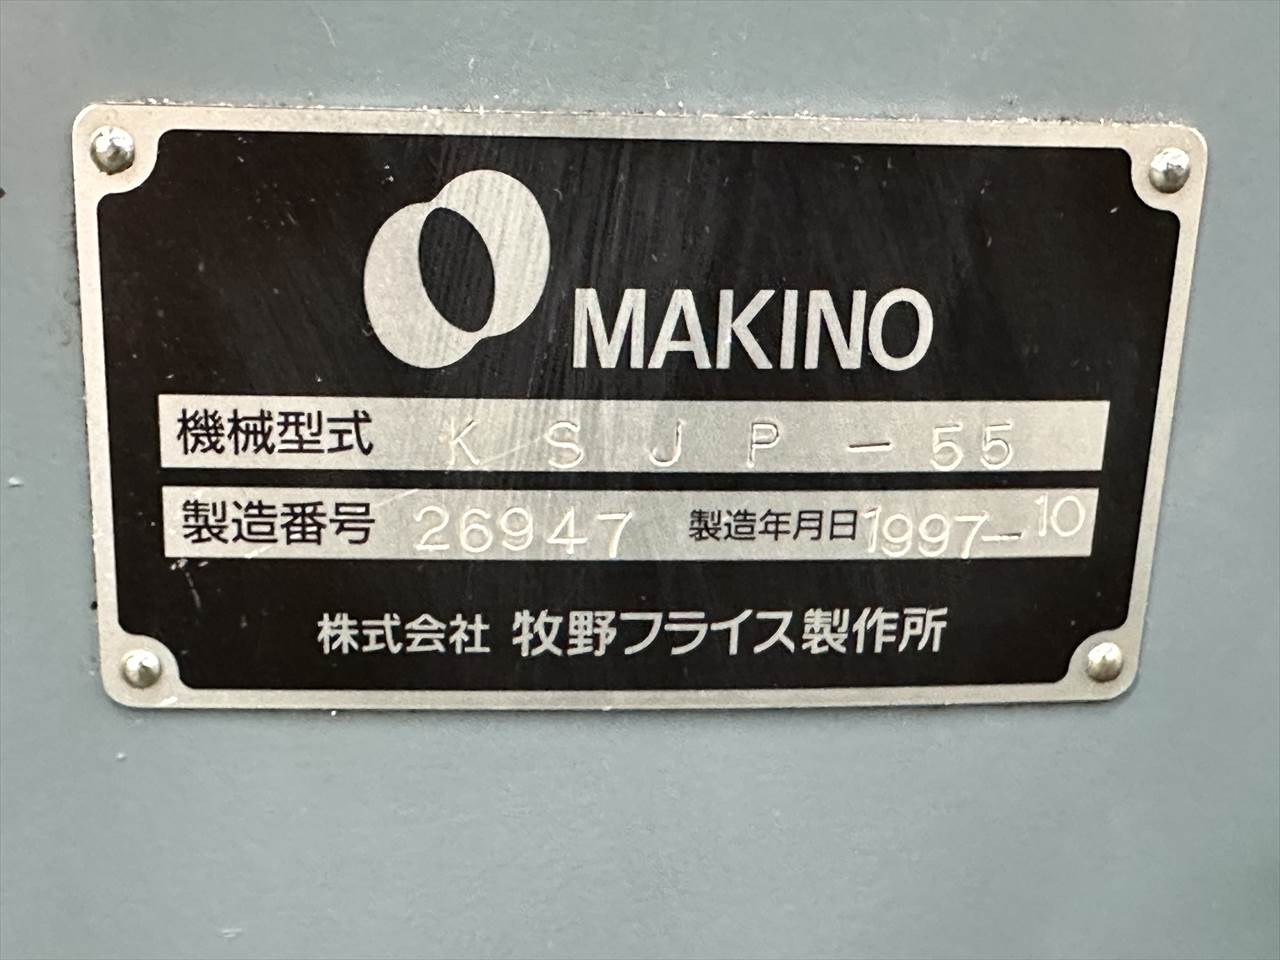 MAKINO
機械型式 KSJP-55
製造番号 26947 製造年月日 1997-10
株式会社 牧野フライス製作所